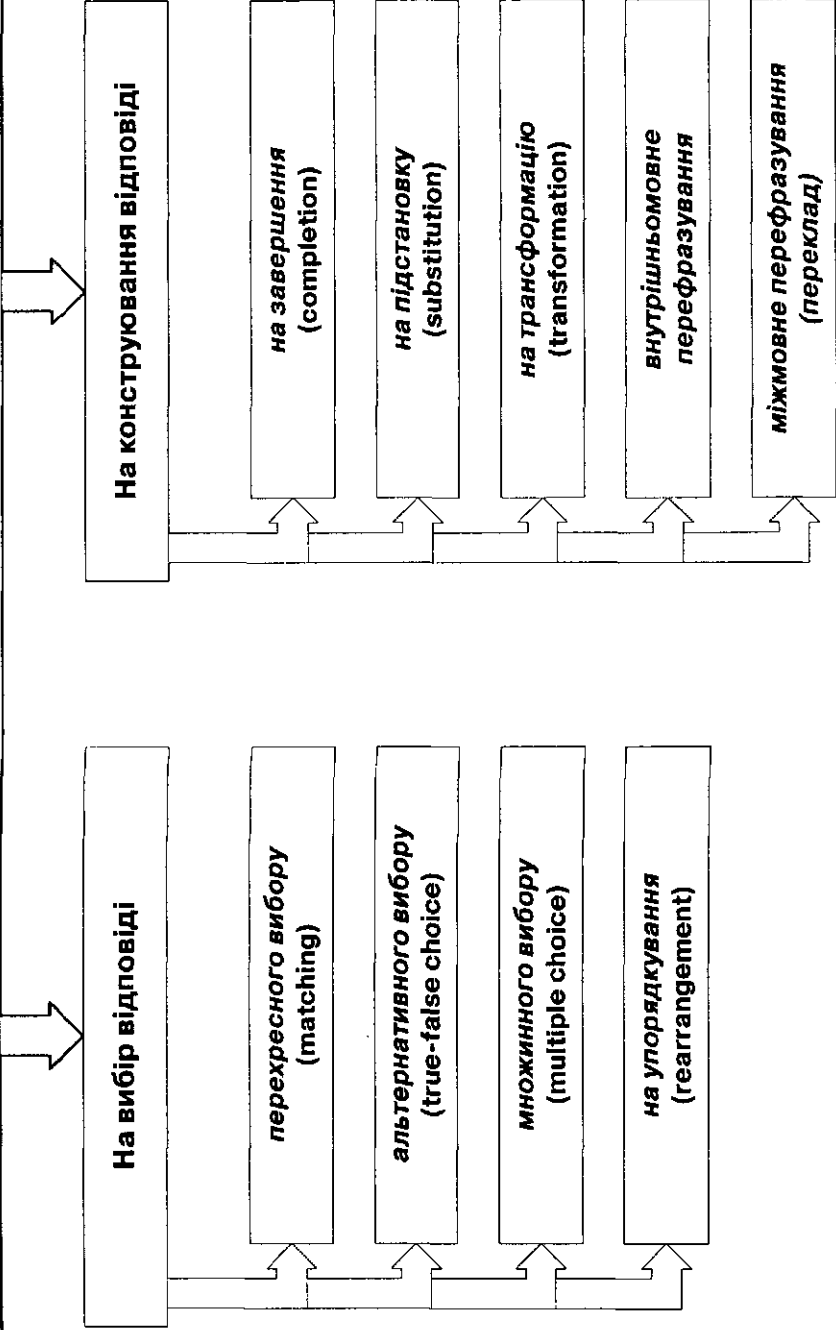 На вибір відповіді
перехресного вибору
(matching)
альтернативного вибору
(true-false choice)
множинного вибору
(multiple choice)
на упорядкування
(rearrangement)
На конструювання відповіді
на завершення
(completion)
на підстановку
(substitution)
на трансформацію
(transformation)
внутрішньомовне
перефразування
міжмовне перефразування
(переклад)